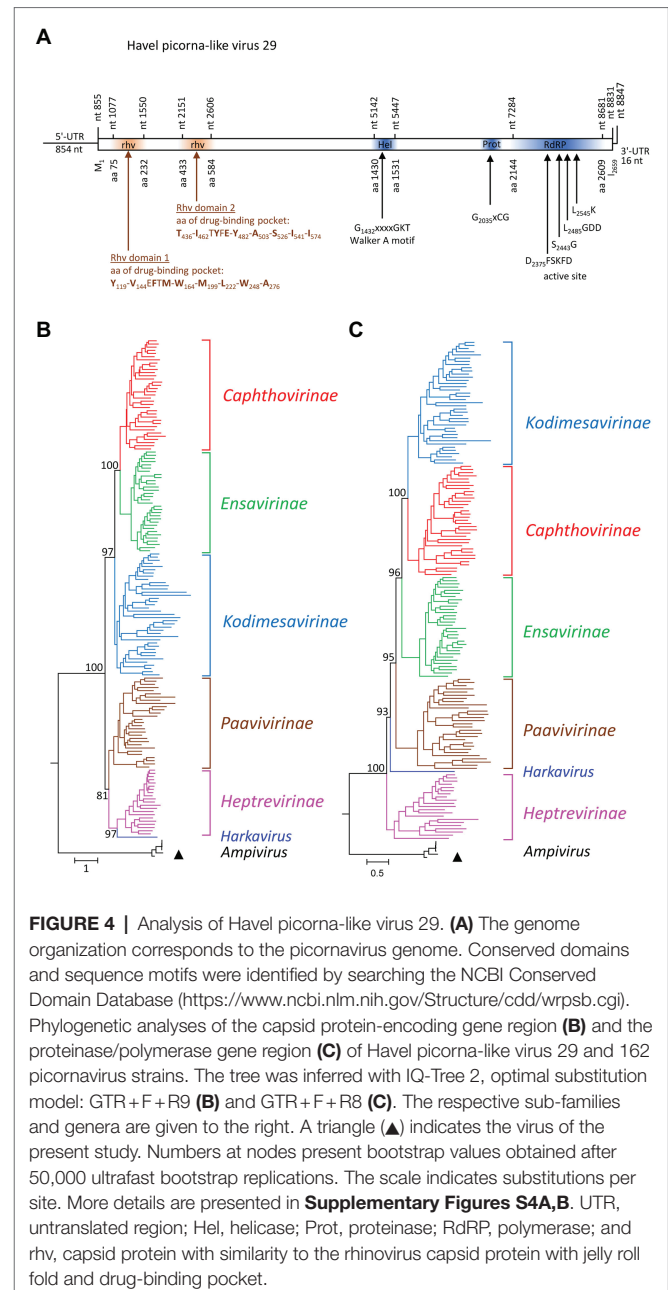 A
Havel picorna-like virus 29
nt 855
nt 1077
nt 1550
nt 2151
nt 2606
nt 5142
nt 5447
nt 7284
nt 8681
nt 8831
nt 8847
5'-UTR
854 nt
rhv
rhv
Hel
Prot
RdRP
3'-UTR
16 nt
M1
aa 75
aa 232
aa 433
aa 584
aa 1430
aa 1531
aa 2144
aa 2609
I2659
Rhv domain 2
aa of drug-binding pocket:
T436-I462TYFE-Y482-A503-S526-I541-I574
Rhv domain 1
aa of drug-binding pocket:
Y119-V144EFTM-W164-M199-L222-W248-A276
G1432xxxxGKT
Walker A motif
G2035xCG
L2545K
L2485GDD
S2443G
D2375FSKFD
active site
B
Caphthovirinae
Ensavirinae
Kodimesavirinae
Paavivirinae
Heptrevirinae
Harkavirus
Ampivirus
100
97
100
81
97
▲
1
C
Kodimesavirinae
Caphthovirinae
Ensavirinae
Paavivirinae
Harkavirus
Heptrevirinae
Ampivirus
100
96
95
93
100
▲
0.5
FIGURE 4 | Analysis of Havel picorna-like virus 29. (A) The genome
organization corresponds to the picornavirus genome. Conserved domains
and sequence motifs were identified by searching the NCBI Conserved
Domain Database (https://www.ncbi.nlm.nih.gov/Structure/cdd/wrpsb.cgi).
Phylogenetic analyses of the capsid protein-encoding gene region (B) and the
proteinase/polymerase gene region (C) of Havel picorna-like virus 29 and 162
picornavirus strains. The tree was inferred with IQ-Tree 2, optimal substitution
model: GTR+F+R9 (B) and GTR+F+R8 (C). The respective sub-families
and genera are given to the right. A triangle (▲) indicates the virus of the
present study. Numbers at nodes present bootstrap values obtained after
50,000 ultrafast bootstrap replications. The scale indicates substitutions per
site. More details are presented in Supplementary Figures S4A,B. UTR,
untranslated region; Hel, helicase; Prot, proteinase; RdRP, polymerase; and
rhv, capsid protein with similarity to the rhinovirus capsid protein with jelly roll
fold and drug-binding pocket.